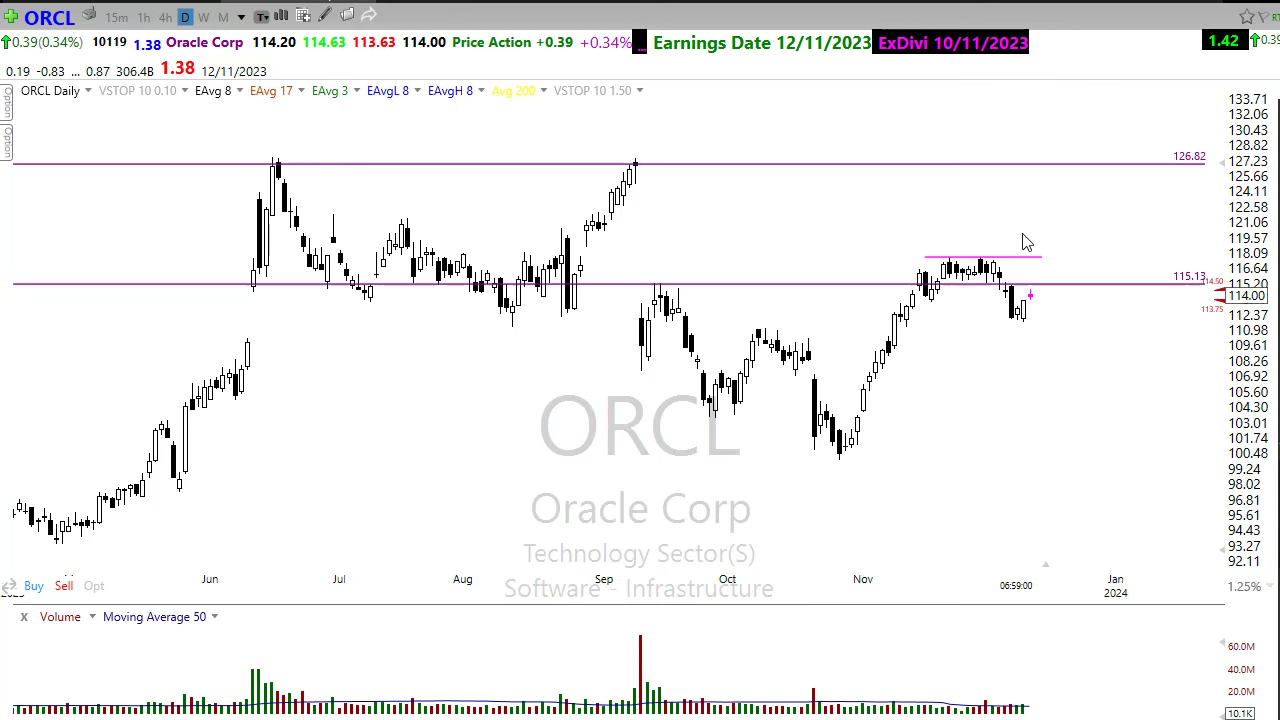 ORCL 15m 1h 4h D W M T
0.39(0.34%) 10119 1.38 Oracle Corp 114.20 114.63 113.63 114.00 Price Action +0.39 +0.34% ... Earnings Date 12/11/2023 ExDivi 10/11/2023 1.42 0.39
0.19 -0.83 ... 0.87 306.4B 1.38 12/11/2023
Option
Option
ORCL Daily VSTOP 10 0.10 EAvg 8 EAvg 17 EAvg 3 EAvgL 8 EAvgH 8 Avg 200 VSTOP 10 1.50
133.71
132.06
130.43
128.82
126.82
127.23
125.66
124.11
122.58
121.06
119.57
118.09
116.64
115.13
115.20
114.50
114.00
113.75
112.37
110.98
109.61
108.26
106.92
105.60
104.30
103.01
101.74
100.48
99.24
98.02
96.81
95.61
94.43
93.27
92.11
ORCL
Oracle Corp
Technology Sector(S)
Software - Infrastructure
Jun Jul Aug Sep Oct Nov Jan
Buy Sell Opt 06:59:00 2024 1.25%
X Volume Moving Average 50
60.0M
40.0M
20.0M
10.1K